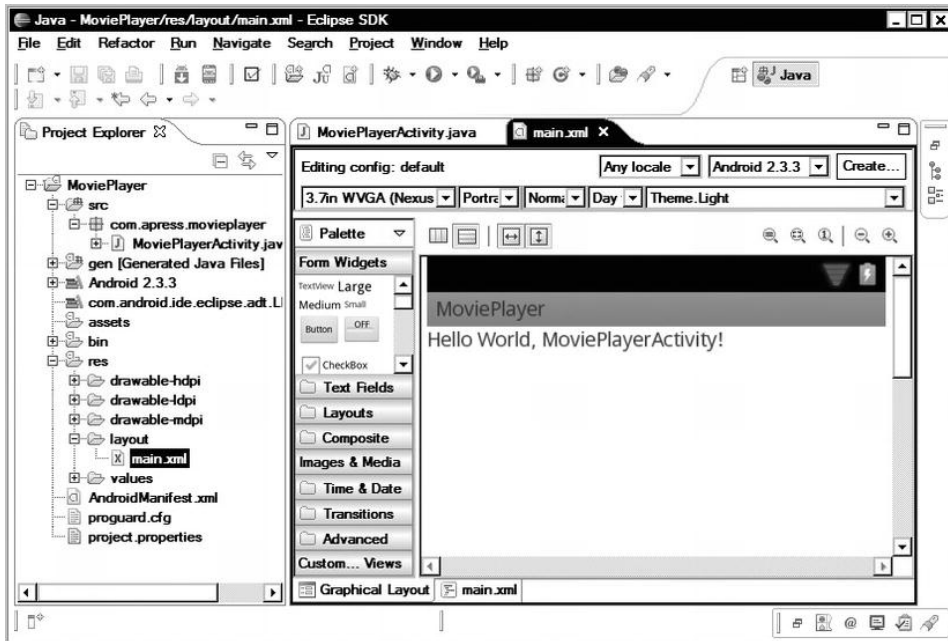 Java - MoviePlayer/res/layout/main.xml - Eclipse SDK
File Edit Refactor Run Navigate Search Project Window Help
Java
Project Explorer
MoviePlayer
src
com.apress.movieplayer
MoviePlayerActivity.jav
gen [Generated Java Files]
Android 2.3.3
com.android.ide.eclipse.adt.LI
assets
bin
res
drawable-hdpi
drawable-ldpi
drawable-mdpi
layout
main.xml
values
AndroidManifest.xml
proguard.cfg
project.properties
MoviePlayerActivity.java
main.xml
Editing config: default
Any locale
Android 2.3.3
Create...
3.7in WVGA (Nexus
Portra
Norma
Day
Theme.Light
Palette
Form Widgets
TextView Large
Medium Small
Button OFF
CheckBox
Text Fields
Layouts
Composite
Images & Media
Time & Date
Transitions
Advanced
Custom... Views
MoviePlayer
Hello World, MoviePlayerActivity!
Graphical Layout
main.xml